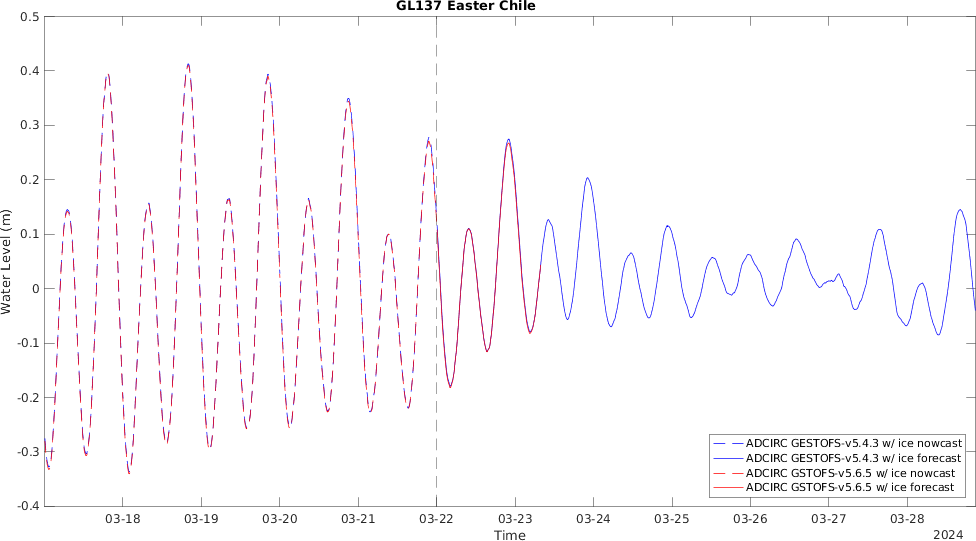 GL137 Easter Chile
0.5
0.4
0.3
0.2
0.1
0
-0.1
-0.2
-0.3
-0.4
Water Level (m)
ADCIRC GESTOFS-v5.4.3 w/ ice nowcast
ADCIRC GESTOFS-v5.4.3 w/ ice forecast
ADCIRC GSTOFS-v5.6.5 w/ ice nowcast
ADCIRC GSTOFS-v5.6.5 w/ ice forecast
03-18 03-19 03-20 03-21 03-22 03-23 03-24 03-25 03-26 03-27 03-28
Time
2024